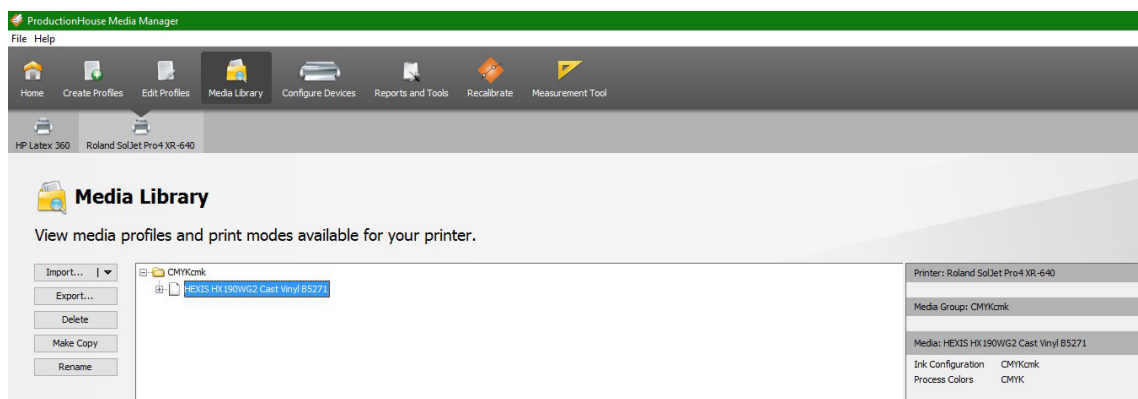 ProductionHouse Media Manager
File Help
Home Create Profiles Edit Profiles Media Library Configure Devices Reports and Tools Recalibrate Measurement Tool
HP Latex 360 Roland SolJet Pro4 XR-640
Media Library
View media profiles and print modes available for your printer.
Import...
Export...
Delete
Make Copy
Rename
CMYKcmk
HEXIS HX190WG2 Cast Vinyl B5271
Printer: Roland SolJet Pro4 XR-640
Media Group: CMYKcmk
Media: HEXIS HX190WG2 Cast Vinyl B5271
Ink Configuration CMYKcmk
Process Colors CMYK